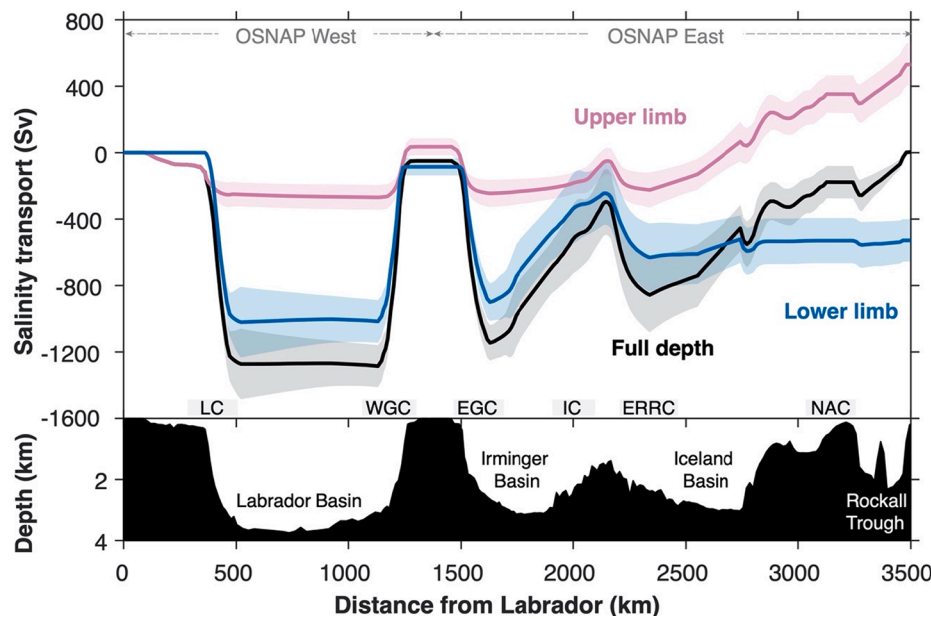 800
OSNAP West
OSNAP East
400
Upper limb
0
-400
-800
Lower limb
Full depth
-1200
LC
WGC
EGC
IC
ERRC
NAC
-1600
Salinity transport (Sv)
Irminger
Basin
Iceland
Basin
2
Labrador Basin
Rockall
Trough
4
Depth (km)
0
500
1000
1500
2000
2500
3000
3500
Distance from Labrador (km)